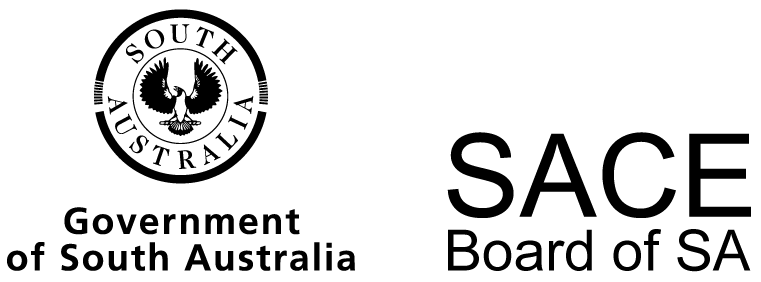 SOUTH
AUSTRALIA
Government
of South Australia
SACE
Board of SA